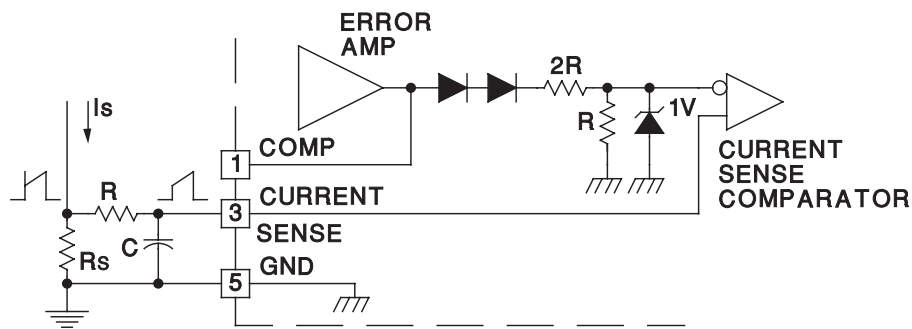 ERROR
AMP
2R
Is
R
1V
1
COMP
CURRENT
SENSE
COMPARATOR
R
3
CURRENT
SENSE
Rs
C
5
GND